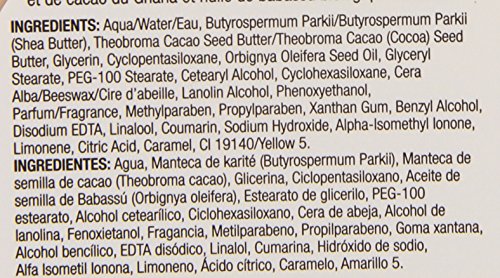 et de cacao du Ghana et huile de babassu
INGREDIENTS: Aqua/Water/Eau, Butyrospermum Parkii/Butyrospermum Parkii
(Shea Butter), Theobroma Cacao Seed Butter/Theobroma Cacao (Cocoa) Seed
Butter, Glycerin, Cyclopentasiloxane, Orbignya Oleifera Seed Oil, Glyceryl
Stearate, PEG-100 Stearate, Cetearyl Alcohol, Cyclohexasiloxane, Cera
Alba/Beeswax/Cire d'abeille, Lanolin Alcohol, Phenoxyethanol,
Parfum/Fragrance, Methylparaben, Propylparaben, Xanthan Gum, Benzyl Alcohol,
Disodium EDTA, Linalool, Coumarin, Sodium Hydroxide, Alpha-Isomethyl Ionone,
Limonene, Citric Acid, Caramel, CI 19140/Yellow 5.
INGREDIENTES: Agua, Manteca de karité (Butyrospermum Parkii), Manteca de
semilla de cacao (Theobroma cacao), Glicerina, Ciclopentasiloxano, Aceite de
semilla de Babassú (Orbignya oleifera), Estearato de glicerilo, PEG-100
estearato, Alcohol cetearílico, Ciclohexasiloxano, Cera de abeja, Alcohol de
lanolina, Fenoxietanol, Fragancia, Metilparabeno, Propilparabeno, Goma xantana,
Alcohol bencílico, EDTA disódico, Linalol, Cumarina, Hidróxido de sodio,
Alfa Isometil Ionona, Limoneno, Ácido cítrico, Caramelo, Amarillo 5.